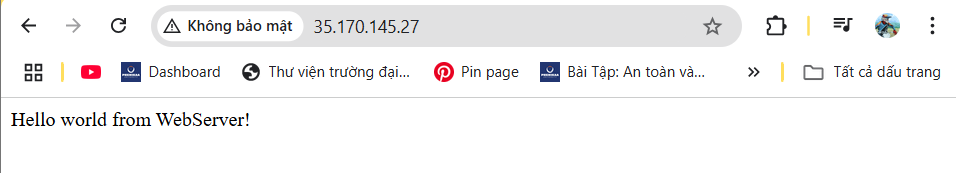 Không bảo mật 35.170.145.27
Dashboard Thư viện trường đại... Pin page Bài Tập: An toàn và... Tất cả dấu trang
Hello world from WebServer!